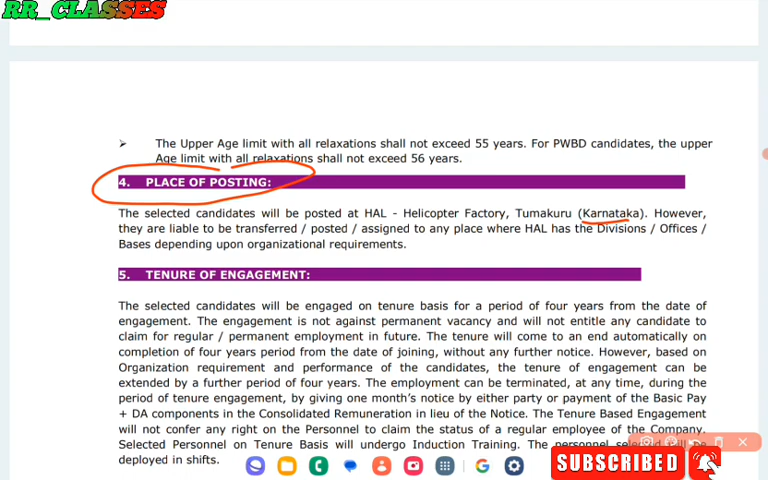 RR_CLASSES
➤ The Upper Age limit with all relaxations shall not exceed 55 years. For PWBD candidates, the upper
Age limit with all relaxations shall not exceed 56 years.
4. PLACE OF POSTING:
The selected candidates will be posted at HAL - Helicopter Factory, Tumakuru (Karnataka). However,
they are liable to be transferred / posted / assigned to any place where HAL has the Divisions / Offices /
Bases depending upon organizational requirements.
5. TENURE OF ENGAGEMENT:
The selected candidates will be engaged on tenure basis for a period of four years from the date of
engagement. The engagement is not against permanent vacancy and will not entitle any candidate to
claim for regular / permanent employment in future. The tenure will come to an end automatically on
completion of four years period from the date of joining, without any further notice. However, based on
Organization requirement and performance of the candidates, the tenure of engagement can be
extended by a further period of four years. The employment can be terminated, at any time, during the
period of tenure engagement, by giving one month's notice by either party or payment of the Basic Pay
+ DA components in the Consolidated Remuneration in lieu of the Notice. The Tenure Based Engagement
will not confer any right on the Personnel to claim the status of a regular employee of the Company.
Selected Personnel on Tenure Basis will undergo Induction Training. The personnel selected will be
deployed in shifts.
SUBSCRIBED